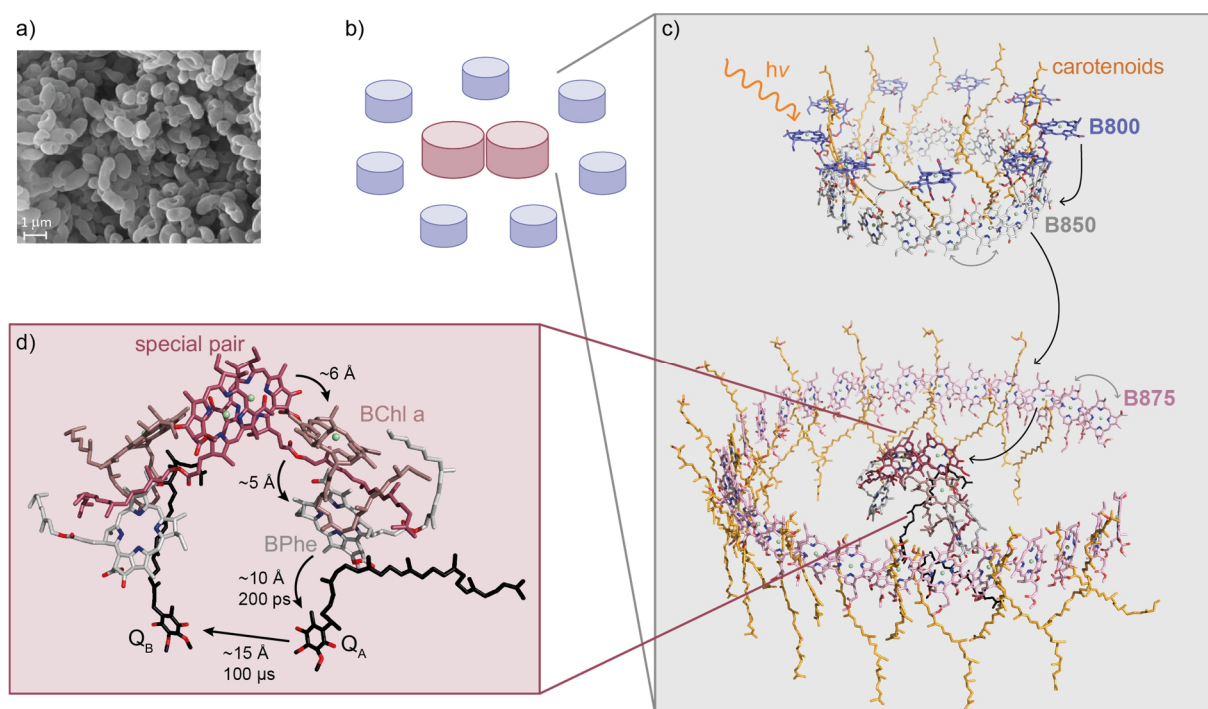 a)
1 μm
b)
c)
hν
carotenoids
B800
B850
B875
d)
special pair
~6 Å
BChl a
~5 Å
BPhe
~10 Å
200 ps
Q_B
Q_A
~15 Å
100 μs